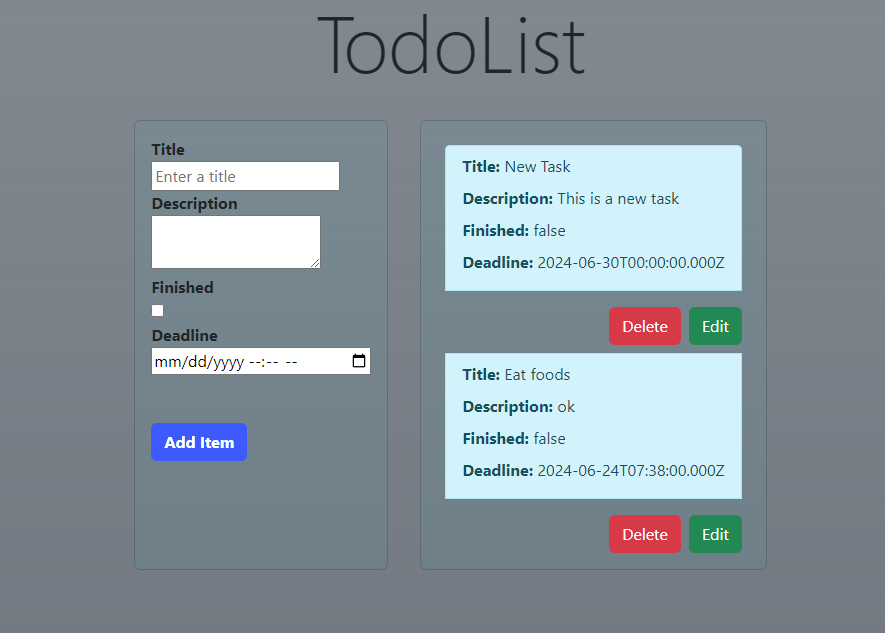 TodoList
Title
Enter a title
Description
Finished
Deadline
mm/dd/yyyy --:-- --
Add Item
Title: New Task
Description: This is a new task
Finished: false
Deadline: 2024-06-30T00:00:00.000Z
Delete Edit
Title: Eat foods
Description: ok
Finished: false
Deadline: 2024-06-24T07:38:00.000Z
Delete Edit